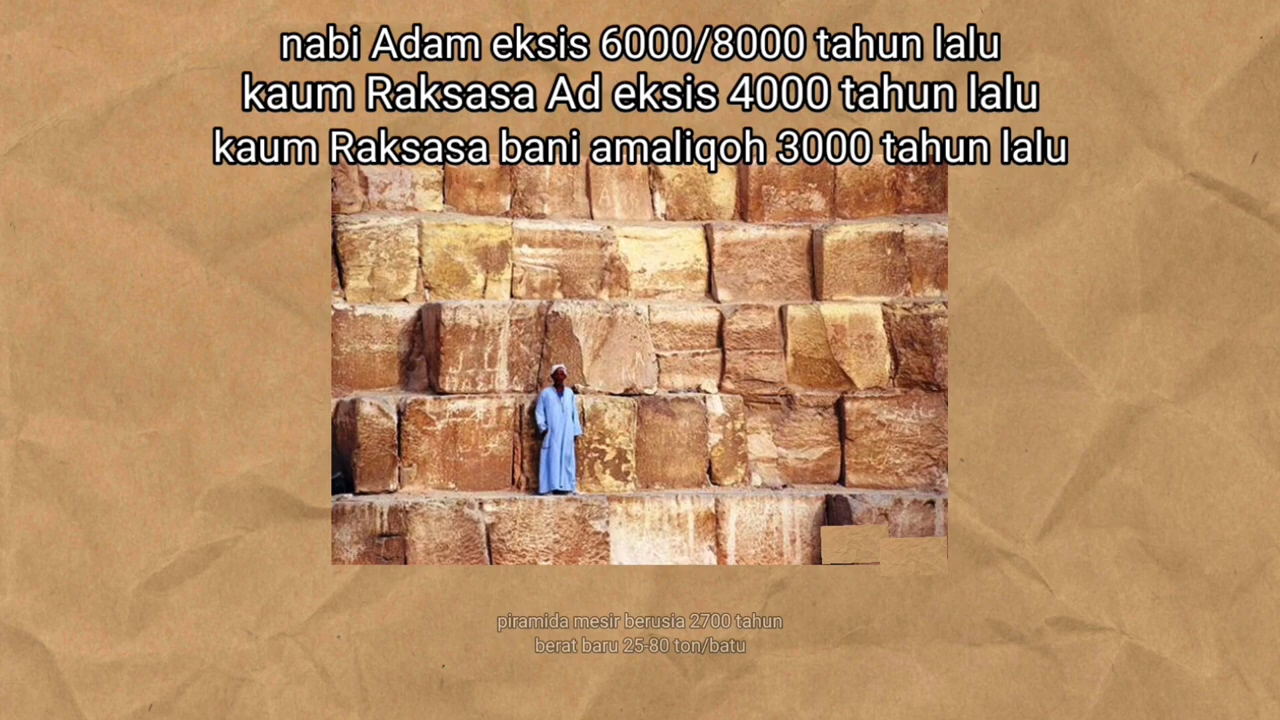 nabi Adam eksis 6000/8000 tahun lalu
kaum Raksasa Ad eksis 4000 tahun lalu
kaum Raksasa bani amaliqoh 3000 tahun lalu
piramida mesir berusia 2700 tahun
berat baru 25-80 ton/batu